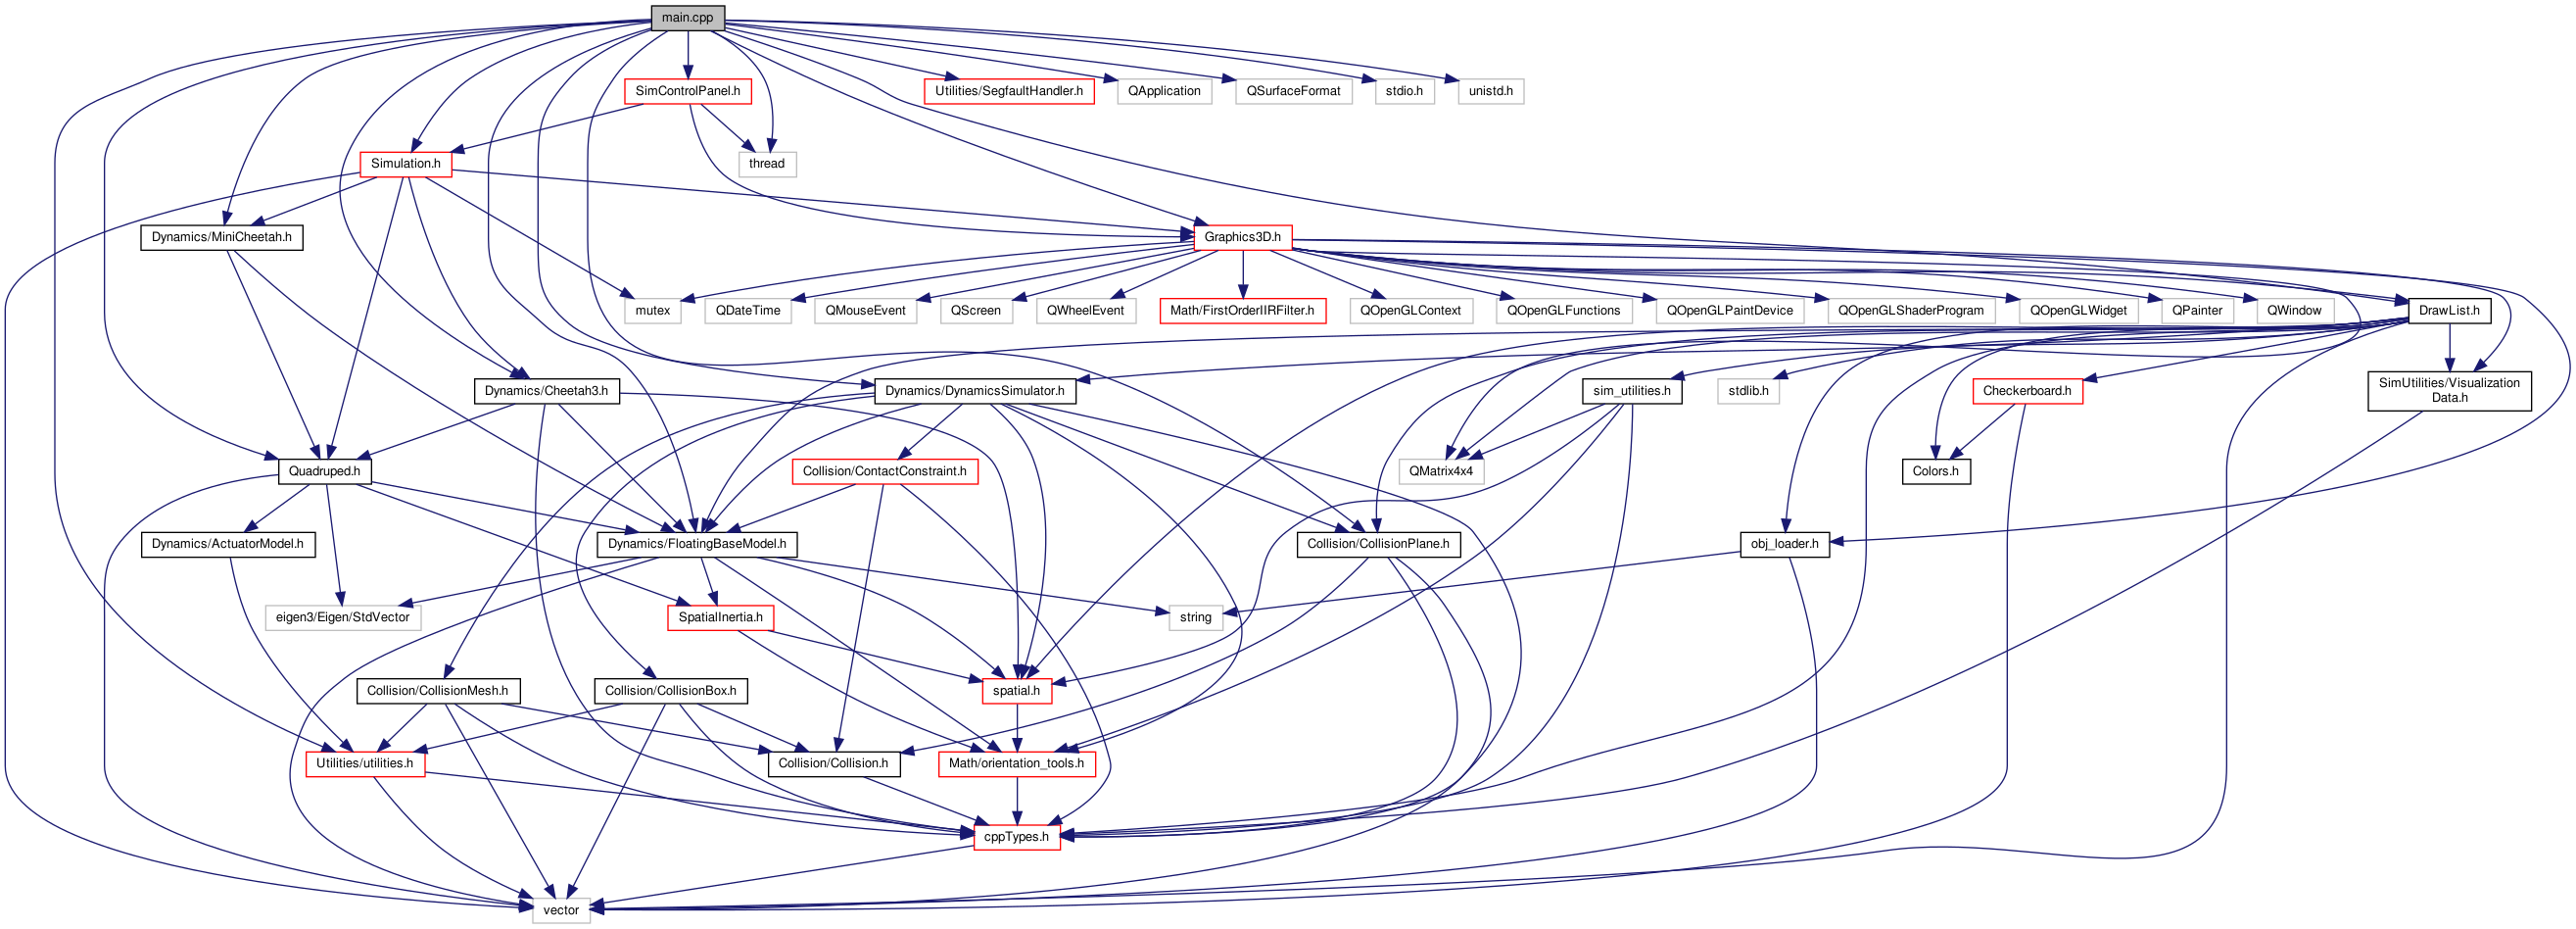 main.cpp
SimControlPanel.h
Utilities/SegfaultHandler.h
QApplication
QSurfaceFormat
stdio.h
unistd.h
Simulation.h
thread
Dynamics/MiniCheetah.h
Graphics3D.h
mutex
QDateTime
QMouseEvent
QScreen
QWheelEvent
Math/FirstOrderIIRFilter.h
QOpenGLContext
QOpenGLFunctions
QOpenGLPaintDevice
QOpenGLShaderProgram
QOpenGLWidget
QPainter
QWindow
DrawList.h
Dynamics/Cheetah3.h
Dynamics/DynamicsSimulator.h
sim_utilities.h
stdlib.h
Checkerboard.h
SimUtilities/Visualization
Data.h
Quadruped.h
Collision/ContactConstraint.h
QMatrix4x4
Colors.h
Dynamics/ActuatorModel.h
Dynamics/FloatingBaseModel.h
Collision/CollisionPlane.h
obj_loader.h
eigen3/Eigen/StdVector
SpatialInertia.h
string
Collision/CollisionMesh.h
Collision/CollisionBox.h
spatial.h
Utilities/utilities.h
Collision/Collision.h
Math/orientation_tools.h
cppTypes.h
vector